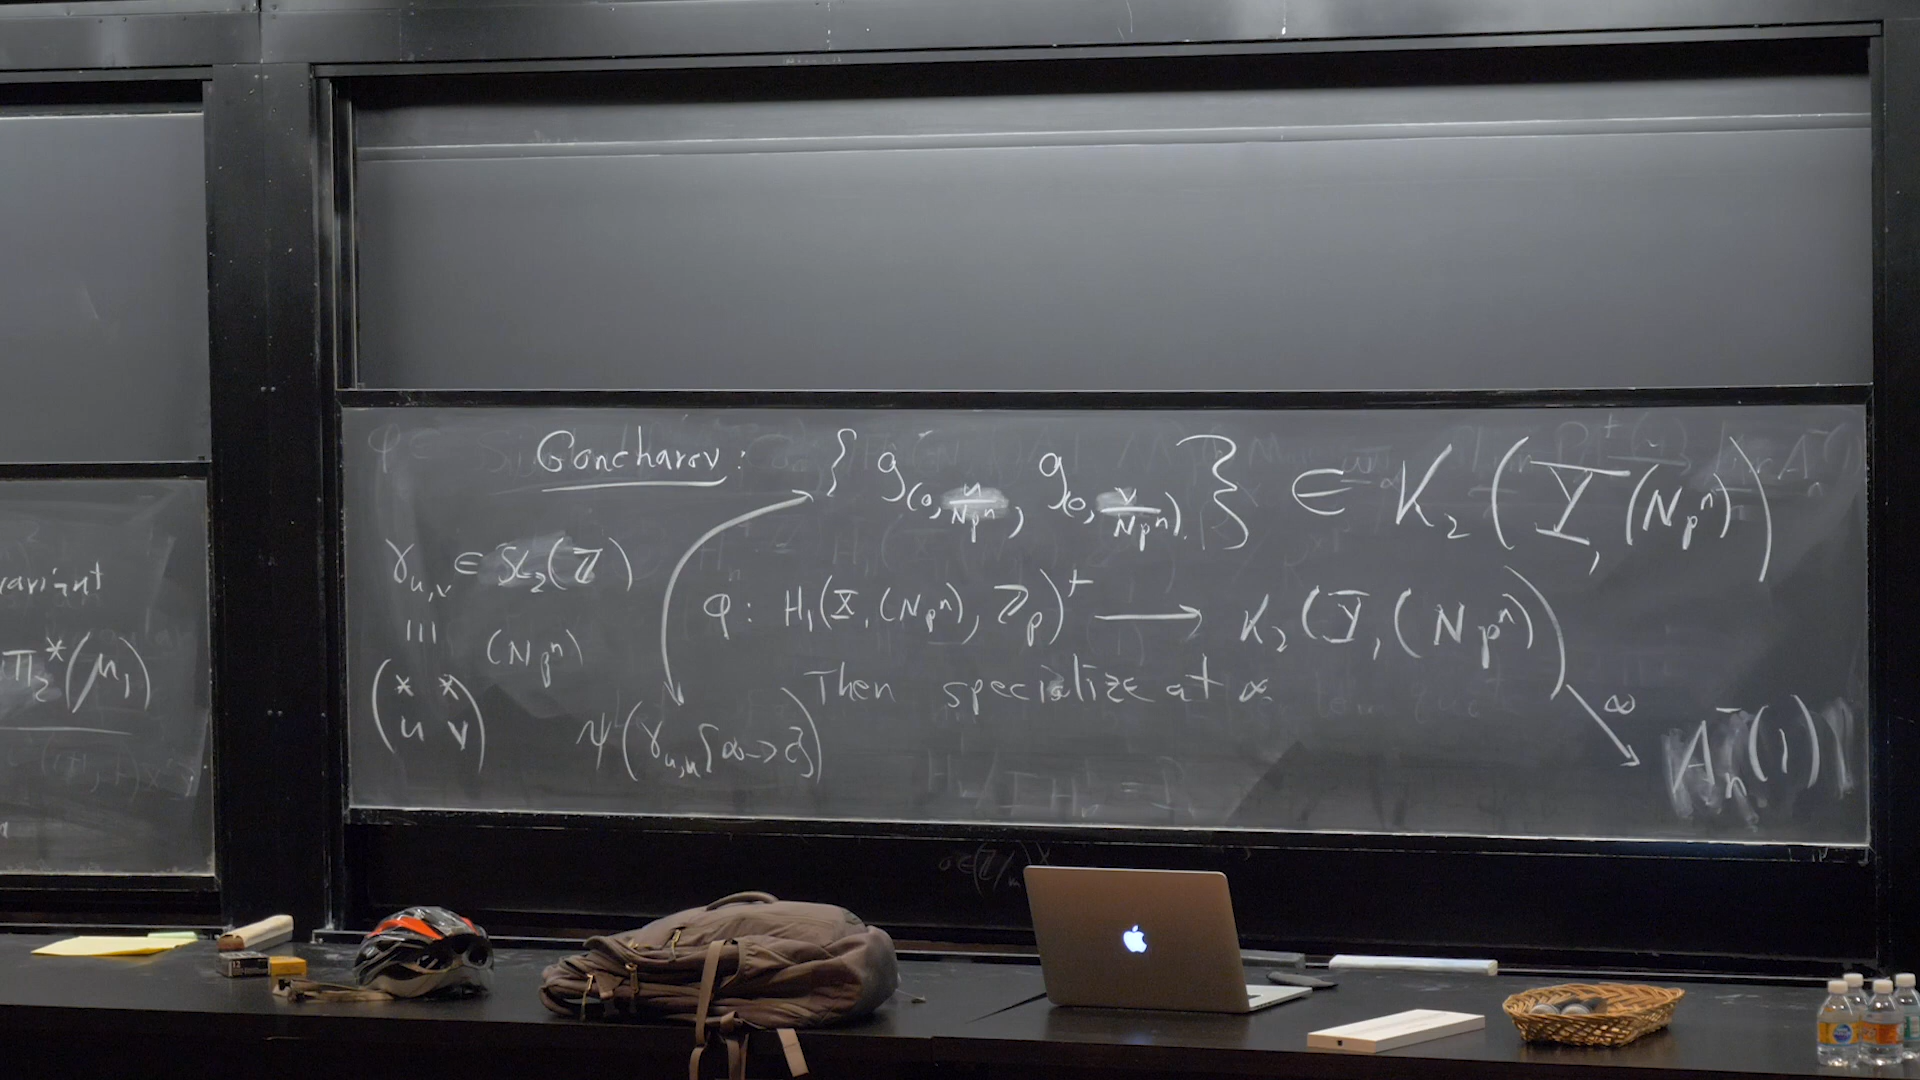 Goncharov: { g_(0, u/Np^n), g_(0, v/Np^n) } ∈ K_2 (Y_1(Np^n))
γ_{u,v} ∈ SL_2(ℤ)
φ: H_1(X_1(Np^n), ℤ_p)^+ ⟶ K_2(Y_1(Np^n))
||| (Np^n)
Then specialize at ∞
∞
(* *
u v)
ψ(γ_{u,v}{∞→0})
A_n^-(1)
variant
Π_2^*(μ_1)